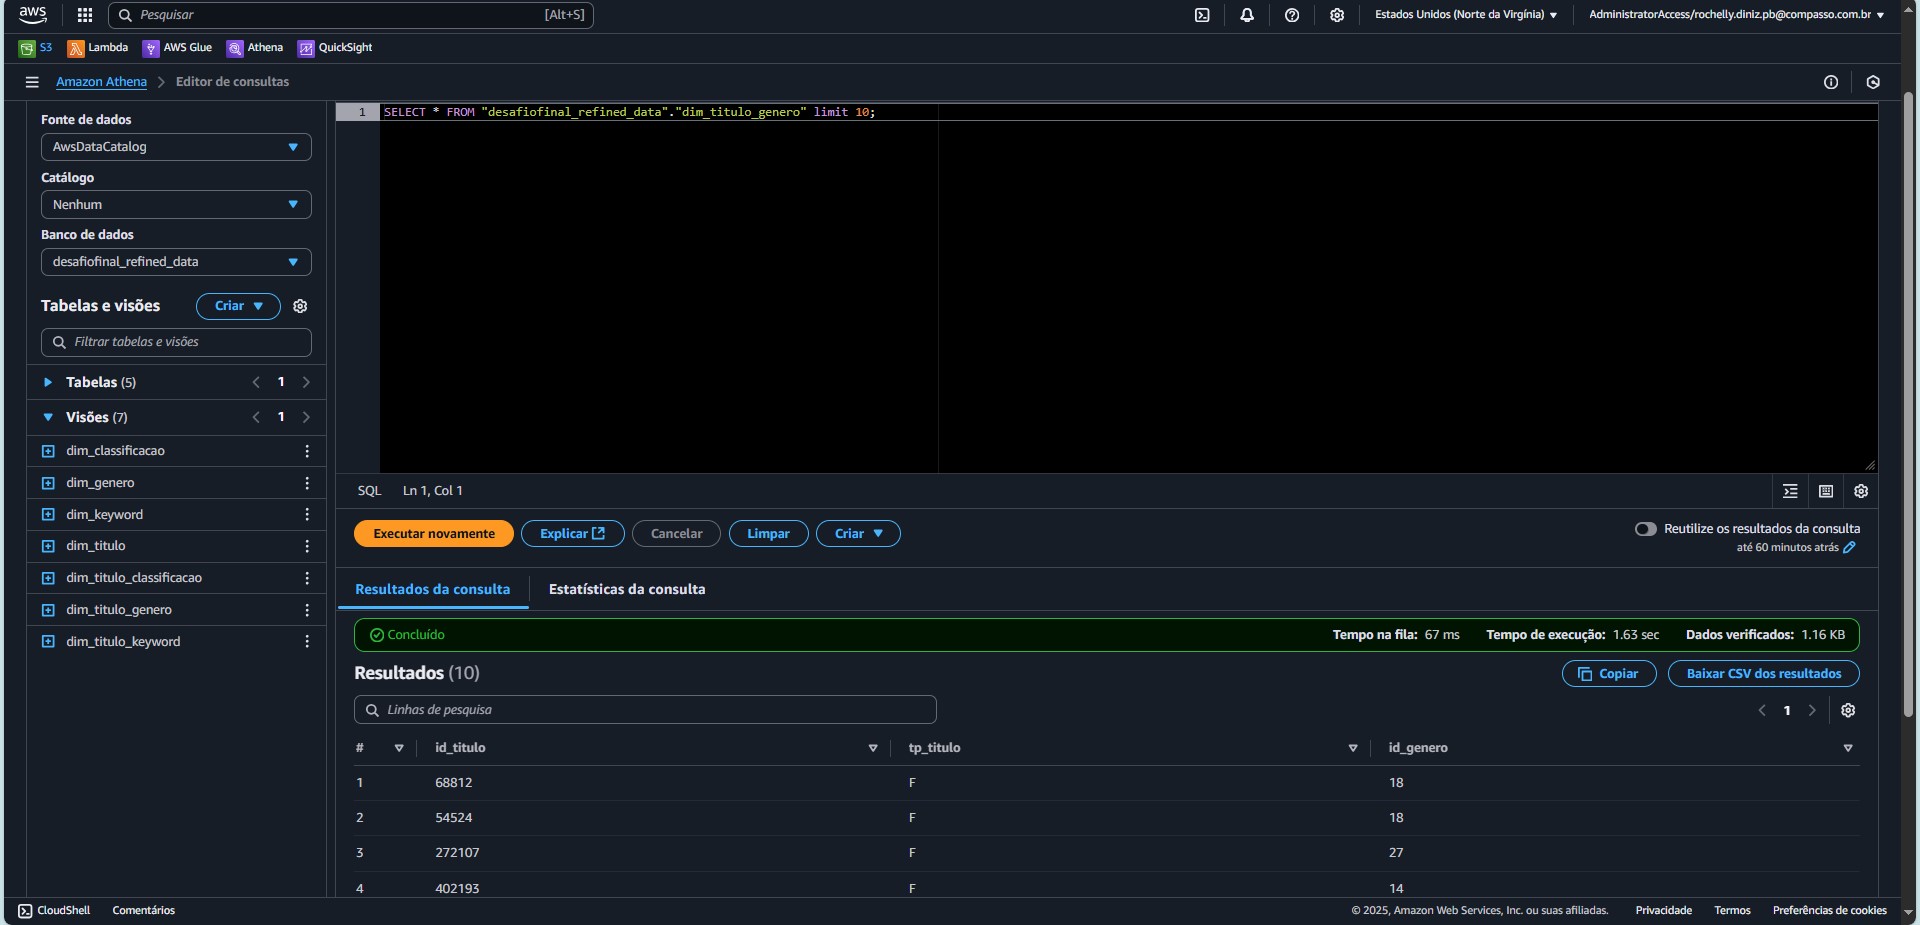 aws Pesquisar [Alt+S] Estados Unidos (Norte da Virgínia) AdministratorAccess/rochelly.diniz.pb@compasso.com.br
S3 Lambda AWS Glue Athena QuickSight
Amazon Athena Editor de consultas
Fonte de dados
AwsDataCatalog
Catálogo
Nenhum
Banco de dados
desafiofinal_refined_data
Tabelas e visões Criar
Filtrar tabelas e visões
Tabelas (5) 1
Visões (7) 1
dim_classificacao
dim_genero
dim_keyword
dim_titulo
dim_titulo_classificacao
dim_titulo_genero
dim_titulo_keyword
1 SELECT * FROM "desafiofinal_refined_data"."dim_titulo_genero" limit 10;
SQL Ln 1, Col 1
Executar novamente Explicar Cancelar Limpar Criar
Reutilize os resultados da consulta
até 60 minutos atrás
Resultados da consulta Estatísticas da consulta
Concluído Tempo na fila: 67 ms Tempo de execução: 1.63 sec Dados verificados: 1.16 KB
Resultados (10) Copiar Baixar CSV dos resultados
Linhas de pesquisa 1
# id_titulo tp_titulo id_genero
1 68812 F 18
2 54524 F 18
3 272107 F 27
4 402193 F 14
CloudShell Comentários © 2025, Amazon Web Services, Inc. ou suas afiliadas. Privacidade Termos Preferências de cookies